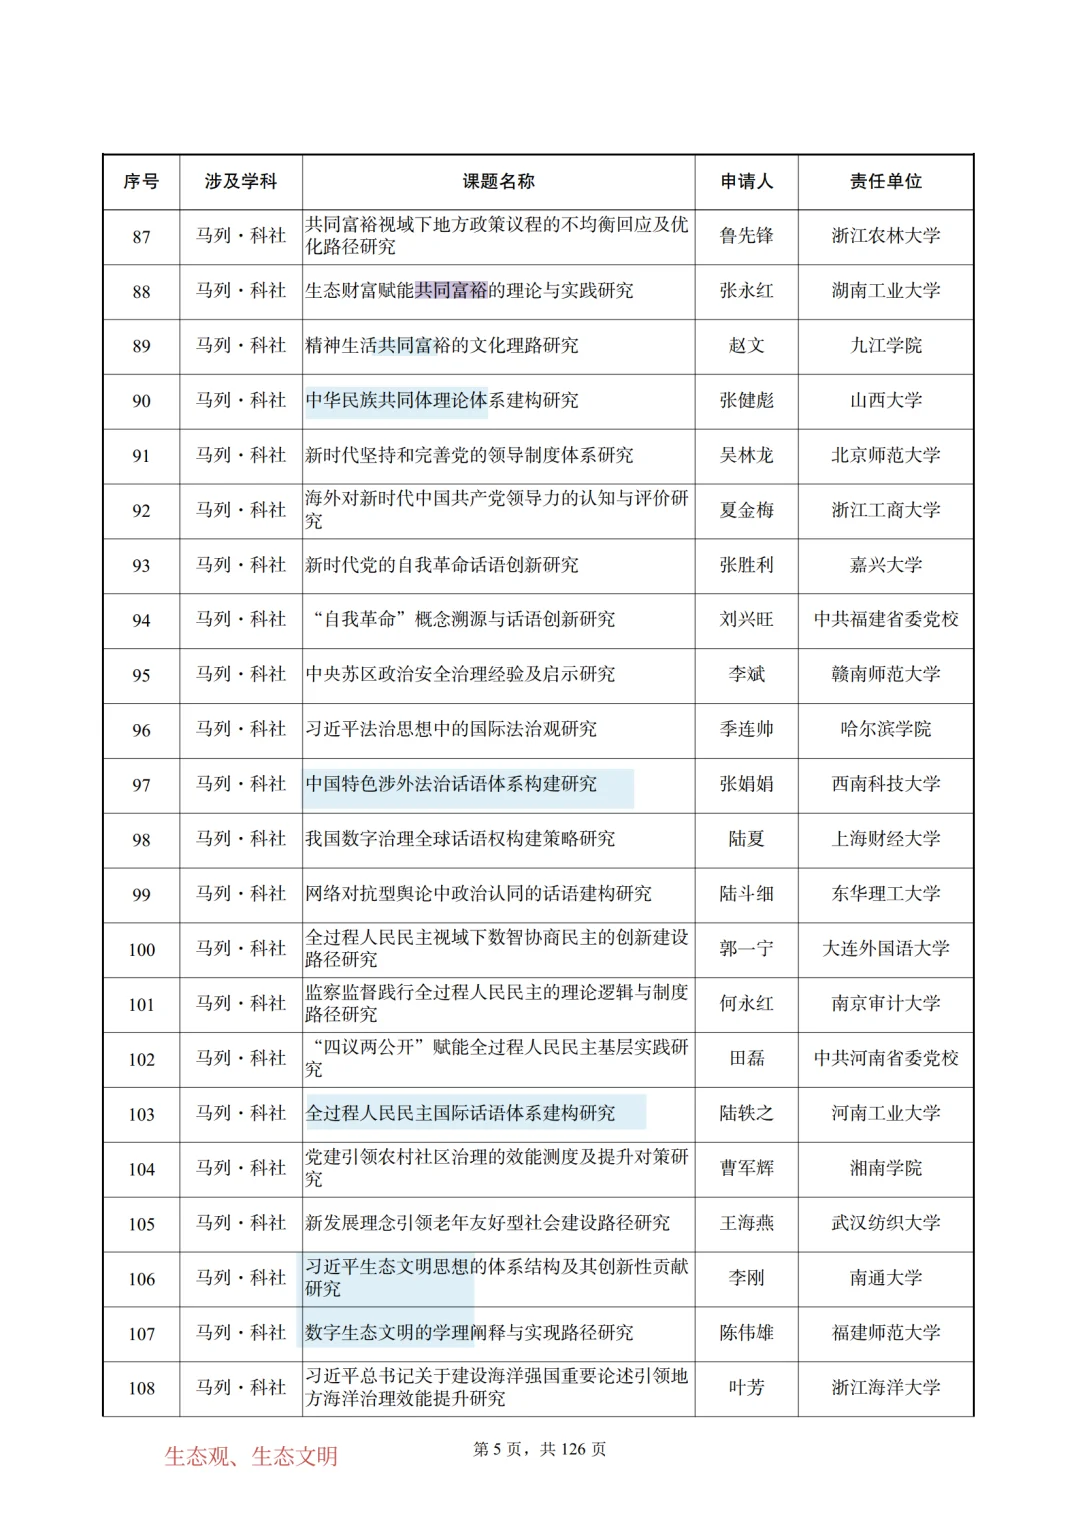 序号 涉及学科 课题名称 申请人 责任单位
87 马列·科社 共同富裕视域下地方政策议程的不均衡回应及优 鲁先锋 浙江农林大学
化路径研究
88 马列·科社 生态财富赋能共同富裕的理论与实践研究 张永红 湖南工业大学
89 马列·科社 精神生活共同富裕的文化理路研究 赵文 九江学院
90 马列·科社 中华民族共同体理论体系建构研究 张健彪 山西大学
91 马列·科社 新时代坚持和完善党的领导制度体系研究 吴林龙 北京师范大学
92 马列·科社 海外对新时代中国共产党领导力的认知与评价研 夏金梅 浙江工商大学
究
93 马列·科社 新时代党的自我革命话语创新研究 张胜利 嘉兴大学
94 马列·科社 “自我革命”概念溯源与话语创新研究 刘兴旺 中共福建省委党校
95 马列·科社 中央苏区政治安全治理经验及启示研究 李斌 赣南师范大学
96 马列·科社 习近平法治思想中的国际法治观研究 季连帅 哈尔滨学院
97 马列·科社 中国特色涉外法治话语体系构建研究 张娟娟 西南科技大学
98 马列·科社 我国数字治理全球话语权构建策略研究 陆夏 上海财经大学
99 马列·科社 网络对抗型舆论中政治认同的话语建构研究 陆斗细 东华理工大学
100 马列·科社 全过程人民民主视域下数智协商民主的创新建设 郭一宁 大连外国语大学
路径研究
101 马列·科社 监察监督践行全过程人民民主的理论逻辑与制度 何永红 南京审计大学
路径研究
102 马列·科社 “四议两公开”赋能全过程人民民主基层实践研 田磊 中共河南省委党校
究
103 马列·科社 全过程人民民主国际话语体系建构研究 陆轶之 河南工业大学
104 马列·科社 党建引领农村社区治理的效能测度及提升对策研 曹军辉 湘南学院
究
105 马列·科社 新发展理念引领老年友好型社会建设路径研究 王海燕 武汉纺织大学
106 马列·科社 习近平生态文明思想的体系结构及其创新性贡献 李刚 南通大学
研究
107 马列·科社 数字生态文明的学理阐释与实现路径研究 陈伟雄 福建师范大学
108 马列·科社 习近平总书记关于建设海洋强国重要论述引领地 叶芳 浙江海洋大学
方海洋治理效能提升研究
生态观、生态文明 第 5 页，共 126 页